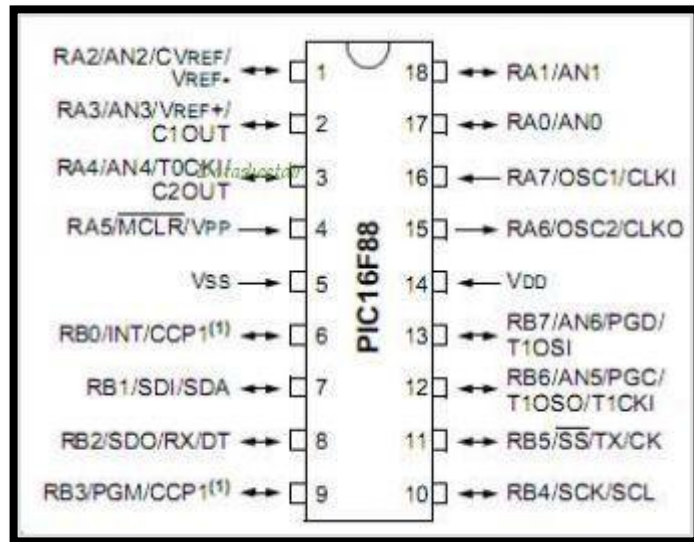 RA2/AN2/CVREF/
VREF-
1
18
RA1/AN1
RA3/AN3/VREF+/
C1OUT
2
17
RA0/AN0
RA4/AN4/T0CKI/
C2OUT
3
16
RA7/OSC1/CLKI
RA5/MCLR/VPP
4
15
RA6/OSC2/CLKO
VSS
5
14
VDD
RB0/INT/CCP1(1)
6
13
RB7/AN6/PGD/
T1OSI
RB1/SDI/SDA
7
12
RB6/AN5/PGC/
T1OSO/T1CKI
RB2/SDO/RX/DT
8
11
RB5/SS/TX/CK
RB3/PGM/CCP1(1)
9
10
RB4/SCK/SCL
PIC16F88